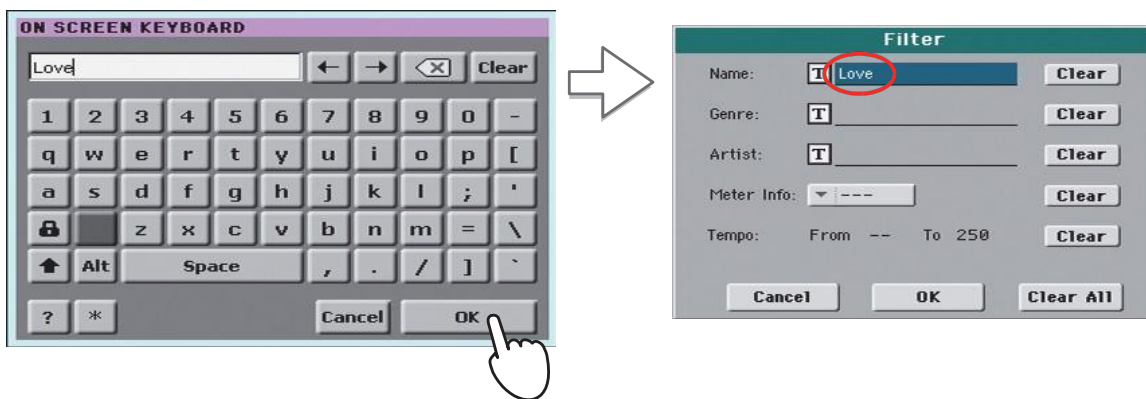 ON SCREEN KEYBOARD
Love
← → ⌫ Clear
1 2 3 4 5 6 7 8 9 0 -
q w e r t y u i o p [
a s d f g h j k l ; '
z x c v b n m = \
Alt Space , . / ] `
? * Cancel OK
Filter
Name: T Love Clear
Genre: T Clear
Artist: T Clear
Meter Info: --- Clear
Tempo: From -- To 250 Clear
Cancel OK Clear All